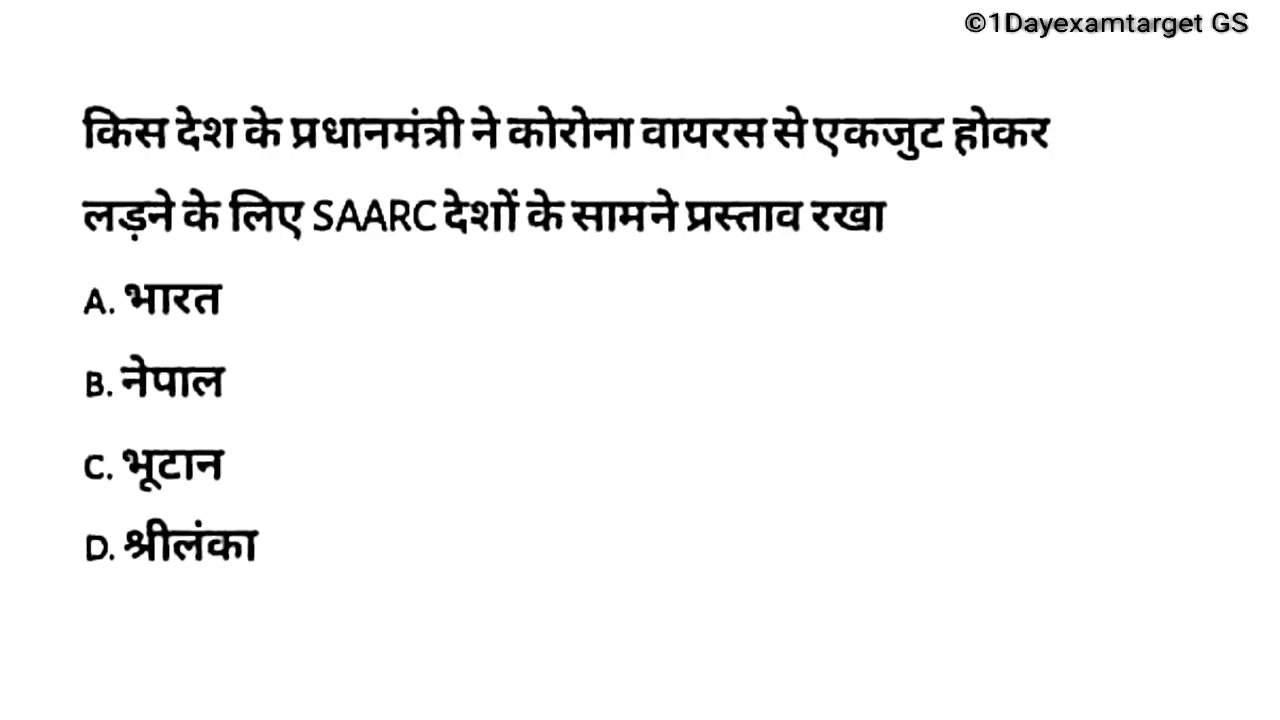 ©1Dayexamtarget GS
किस देश के प्रधानमंत्री ने कोरोना वायरस से एकजुट होकर
लड़ने के लिए SAARC देशों के सामने प्रस्ताव रखा
A. भारत
B. नेपाल
C. भूटान
D. श्रीलंका